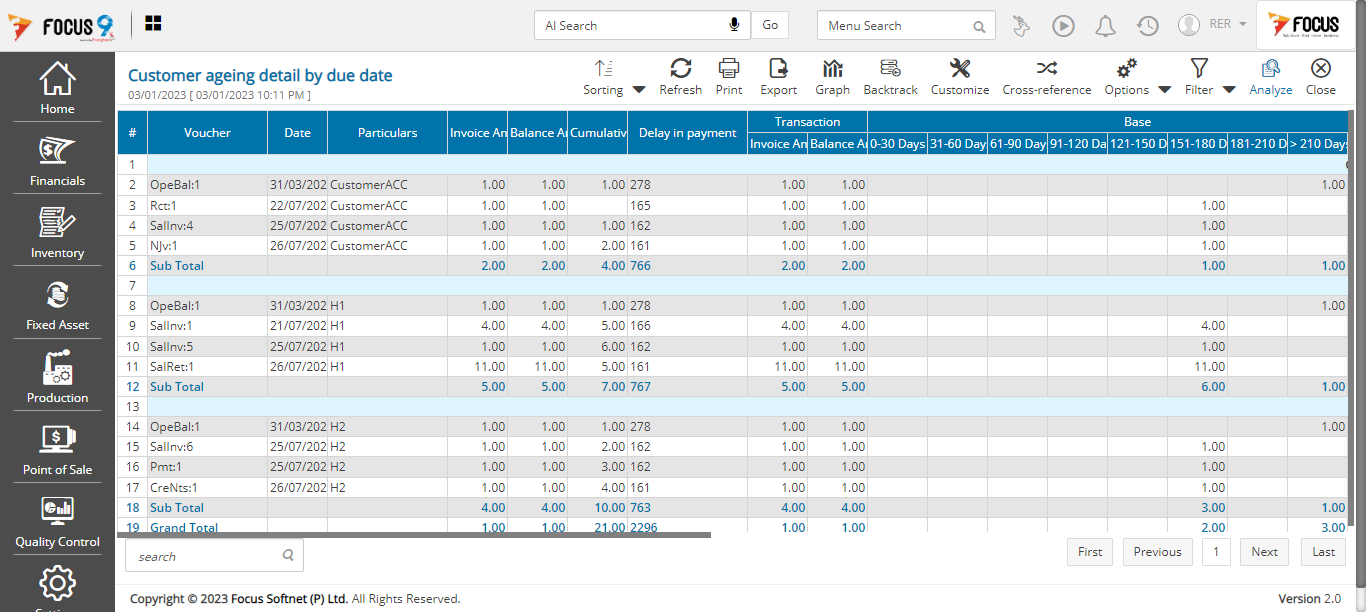 FOCUS 9
AI Search
Go
Menu Search
RER
FOCUS
Home
Financials
Inventory
Fixed Asset
Production
Point of Sale
Quality Control
Customer ageing detail by due date
03/01/2023 [ 03/01/2023 10:11 PM ]
Sorting Refresh Print Export Graph Backtrack Customize Cross-reference Options Filter Analyze Close
Transaction Base
# Voucher Date Particulars Invoice Am Balance Am Cumulativ Delay in payment Invoice Am Balance Am 0-30 Days 31-60 Day 61-90 Day 91-120 Da 121-150 D 151-180 D 181-210 D > 210 Days
1
2 OpeBal:1 31/03/202 CustomerACC 1.00 1.00 1.00 278 1.00 1.00 1.00
3 Rct:1 22/07/202 CustomerACC 1.00 1.00 165 1.00 1.00 1.00
4 SalInv:4 25/07/202 CustomerACC 1.00 1.00 1.00 162 1.00 1.00 1.00
5 NJv:1 26/07/202 CustomerACC 1.00 1.00 2.00 161 1.00 1.00 1.00
6 Sub Total 2.00 2.00 4.00 766 2.00 2.00 1.00 1.00
7
8 OpeBal:1 31/03/202 H1 1.00 1.00 1.00 278 1.00 1.00 1.00
9 SalInv:1 21/07/202 H1 4.00 4.00 5.00 166 4.00 4.00 4.00
10 SalInv:5 25/07/202 H1 1.00 1.00 6.00 162 1.00 1.00 1.00
11 SalRet:1 26/07/202 H1 11.00 11.00 5.00 161 11.00 11.00 11.00
12 Sub Total 5.00 5.00 7.00 767 5.00 5.00 6.00 1.00
13
14 OpeBal:1 31/03/202 H2 1.00 1.00 1.00 278 1.00 1.00 1.00
15 SalInv:6 25/07/202 H2 1.00 1.00 2.00 162 1.00 1.00 1.00
16 Pmt:1 25/07/202 H2 1.00 1.00 3.00 162 1.00 1.00 1.00
17 CreNts:1 26/07/202 H2 1.00 1.00 4.00 161 1.00 1.00 1.00
18 Sub Total 4.00 4.00 10.00 763 4.00 4.00 3.00 1.00
19 Grand Total 1.00 1.00 21.00 2296 1.00 1.00 2.00 3.00
search
First Previous 1 Next Last
Copyright © 2023 Focus Softnet (P) Ltd. All Rights Reserved.
Version 2.0